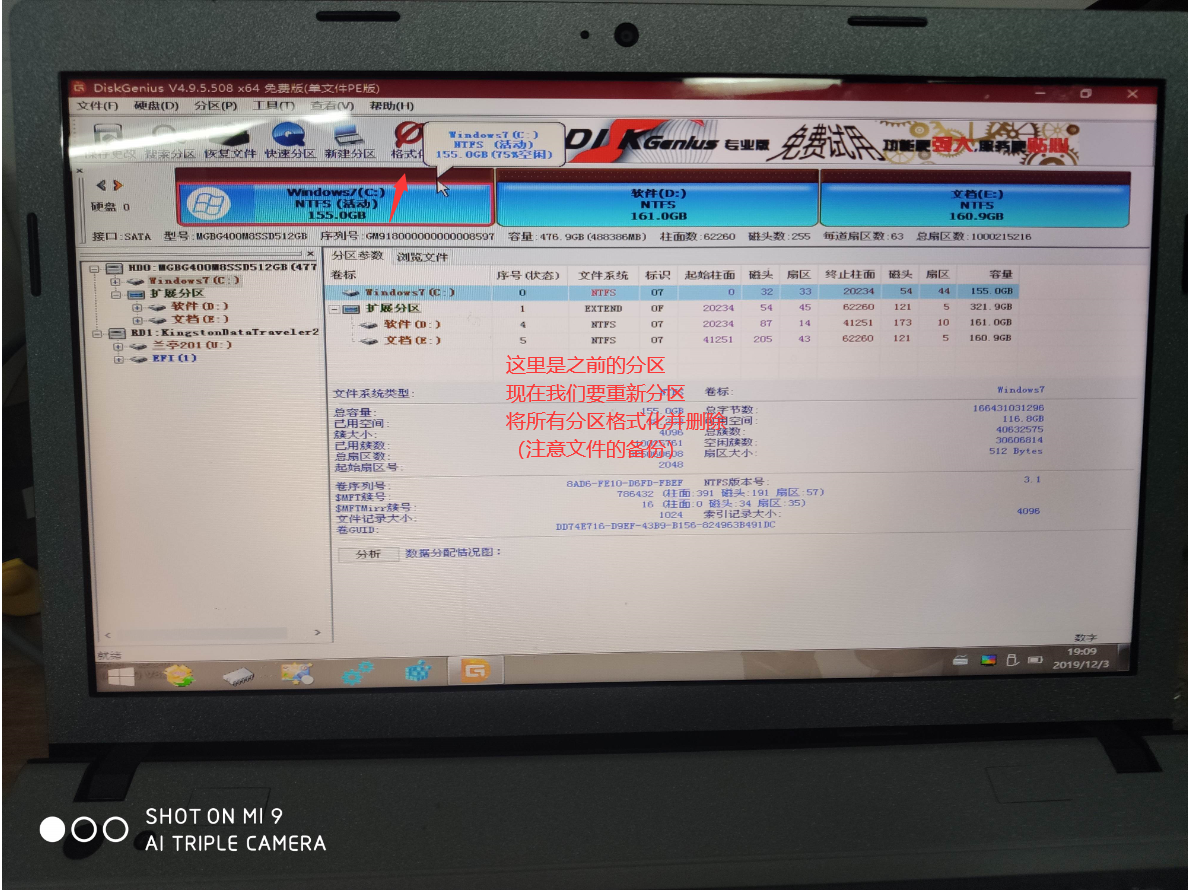 DiskGenius V4.9.5.508 x64 免费版(单文件PE版)
文件(F) 硬盘(D) 分区(P) 工具(T) 查看(V) 帮助(H)
恢复文件 快速分区 新建分区 格式化
Windows7(C:)
NTFS (活动)
155.0GB(75%空闲)
DISKGenius 专业版 免费试用 功能更强大,服务更贴心
硬盘 0
Windows7(C:)
NTFS (活动)
155.0GB
软件(D:)
NTFS
161.0GB
文档(E:)
NTFS
160.9GB
接口:SATA 型号:MGBG400M8SSD512GB 序列号:GM9180000000000008597 容量:476.9GB(488386MB) 柱面数:62260 磁头数:255 每道扇区数:63 总扇区数:1000215216
HD0:MGBG400M8SSD512GB(477
Windows7(C:)
扩展分区
软件(D:)
文档(E:)
RD1:KingstonDataTraveler2
兰亭201(U:)
EFI(1)
分区参数 浏览文件
卷标 序号(状态) 文件系统 标识 起始柱面 磁头 扇区 终止柱面 磁头 扇区 容量
Windows7(C:) 0 NTFS 07 0 32 33 20234 54 44 155.0GB
扩展分区 1 EXTEND 0F 20234 54 45 62260 121 5 321.9GB
软件(D:) 4 NTFS 07 20234 87 14 41251 173 10 161.0GB
文档(E:) 5 NTFS 07 41251 205 43 62260 121 5 160.9GB
这里是之前的分区
现在我们要重新分区
将所有分区格式化并删除
(注意文件的备份)
文件系统类型: 卷标: Windows7
总容量: 155.0GB 总字节数: 166431031296
已用空间: 116.8GB
簇大小: 4096 总簇数: 40632575
已用簇数: 空闲簇数: 30606814
总扇区数: 扇区大小: 512 Bytes
起始扇区号: 2048
卷序列号: 8AD6-FE10-D6FD-FBEF NTFS版本号: 3.1
$MFT簇号: 786432 (柱面:391 磁头:191 扇区:57)
$MFTMirr簇号: 16 (柱面:0 磁头:34 扇区:35)
文件记录大小: 1024 索引记录大小: 4096
卷GUID: DD74E716-D9EF-43B9-B156-824963B491DC
分析 数据分配情况图:
就绪
数字
19:09
2019/12/3
SHOT ON MI 9
AI TRIPLE CAMERA